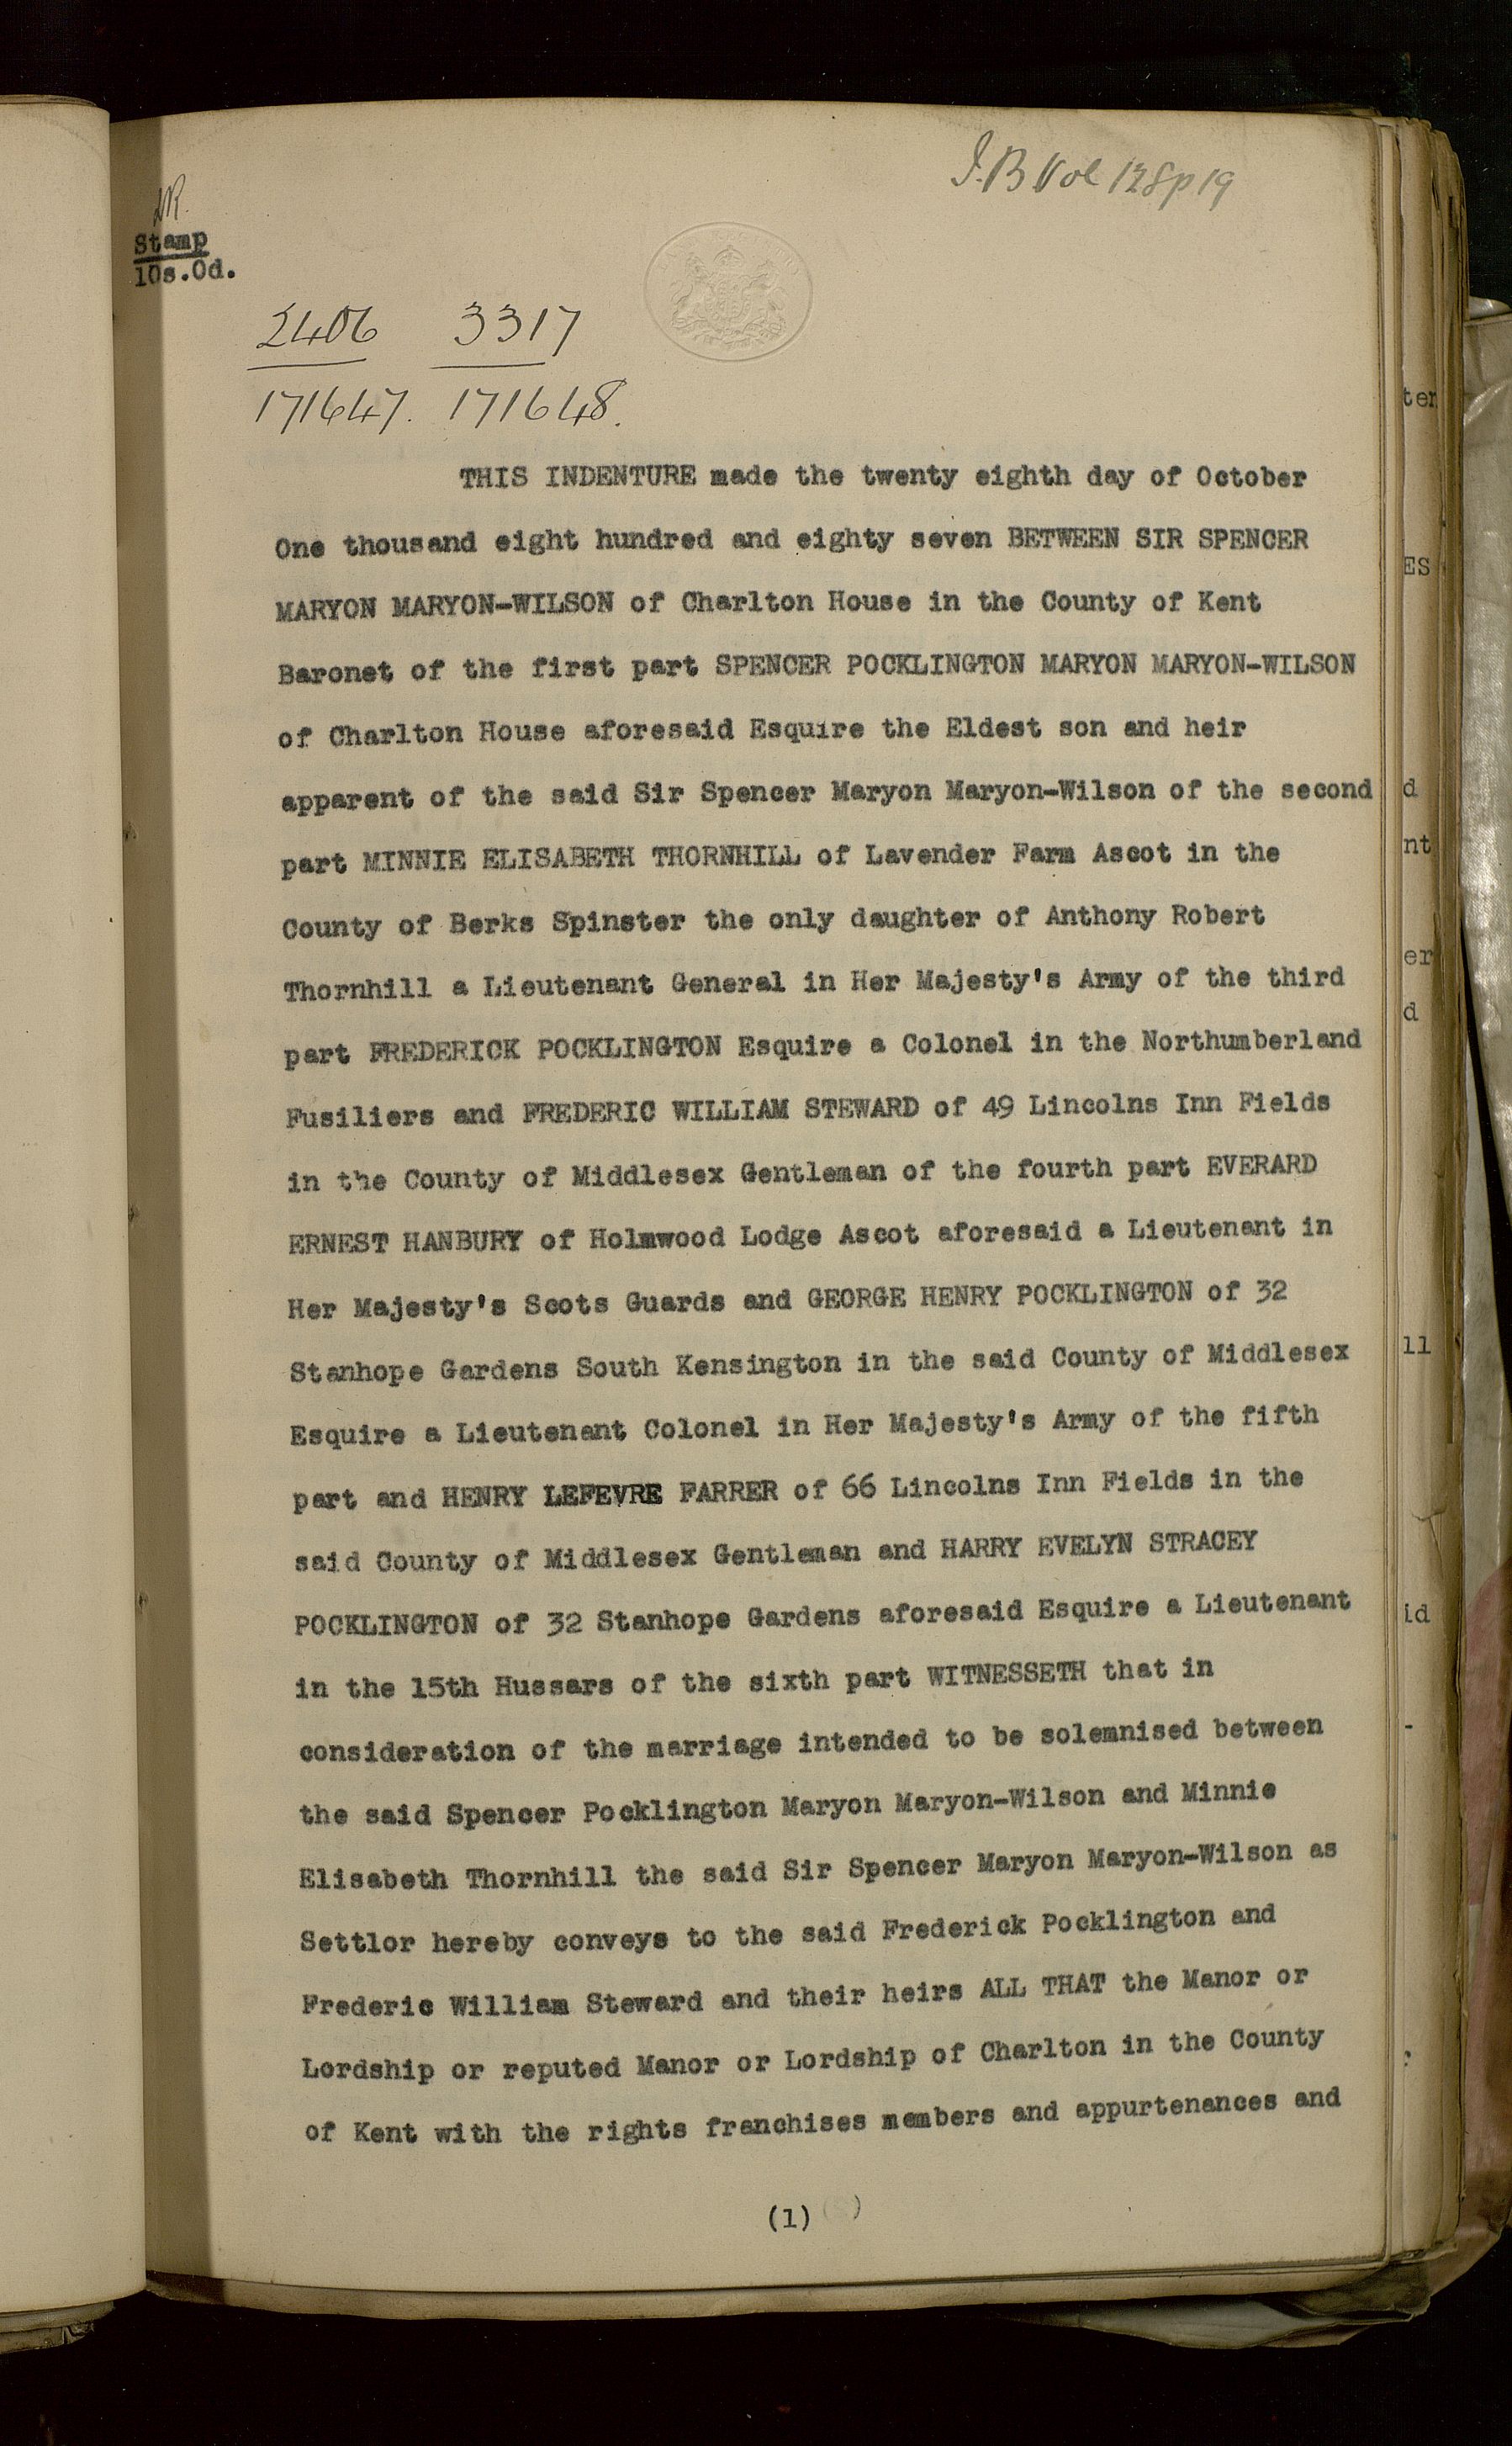 I.B Vol 128 p 19
Stamp
10s.0d.
2406 3317
171647. 171648.
THIS INDENTURE made the twenty eighth day of October
One thousand eight hundred and eighty seven BETWEEN SIR SPENCER
MARYON MARYON-WILSON of Charlton House in the County of Kent
Baronet of the first part SPENCER POCKLINGTON MARYON MARYON-WILSON
of Charlton House aforesaid Esquire the Eldest son and heir
apparent of the said Sir Spencer Maryon Maryon-Wilson of the second
part MINNIE ELISABETH THORNHILL of Lavender Farm Ascot in the
County of Berks Spinster the only daughter of Anthony Robert
Thornhill a Lieutenant General in Her Majesty's Army of the third
part FREDERICK POCKLINGTON Esquire a Colonel in the Northumberland
Fusiliers and FREDERIC WILLIAM STEWARD of 49 Lincolns Inn Fields
in the County of Middlesex Gentleman of the fourth part EVERARD
ERNEST HANBURY of Holmwood Lodge Ascot aforesaid a Lieutenant in
Her Majesty's Scots Guards and GEORGE HENRY POCKLINGTON of 32
Stanhope Gardens South Kensington in the said County of Middlesex
Esquire a Lieutenant Colonel in Her Majesty's Army of the fifth
part and HENRY LEFEVRE FARRER of 66 Lincolns Inn Fields in the
said County of Middlesex Gentleman and HARRY EVELYN STRACEY
POCKLINGTON of 32 Stanhope Gardens aforesaid Esquire a Lieutenant
in the 15th Hussars of the sixth part WITNESSETH that in
consideration of the marriage intended to be solemnised between
the said Spencer Pocklington Maryon Maryon-Wilson and Minnie
Elisabeth Thornhill the said Sir Spencer Maryon Maryon-Wilson as
Settlor hereby conveys to the said Frederick Pocklington and
Frederic William Steward and their heirs ALL THAT the Manor or
Lordship or reputed Manor or Lordship of Charlton in the County
of Kent with the rights franchises members and appurtenances and
(1)